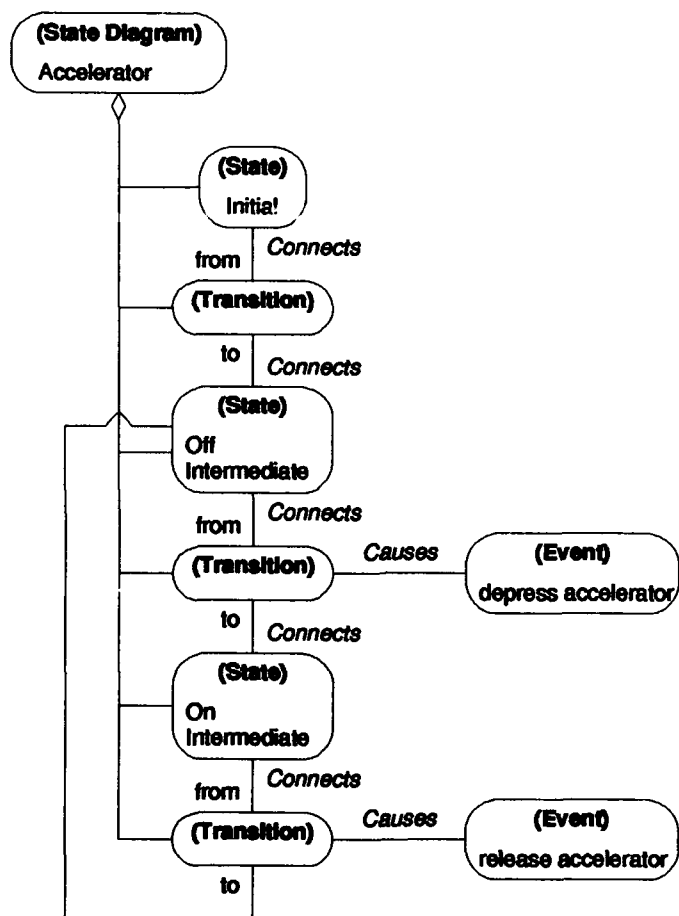 (State Diagram)
Accelerator
(State)
Initia!
from Connects
(Transition)
to Connects
(State)
Off
Intermediate
from Connects
(Transition) Causes (Event)
depress accelerator
to Connects
(State)
On
Intermediate
from Connects
(Transition) Causes (Event)
release accelerator
to